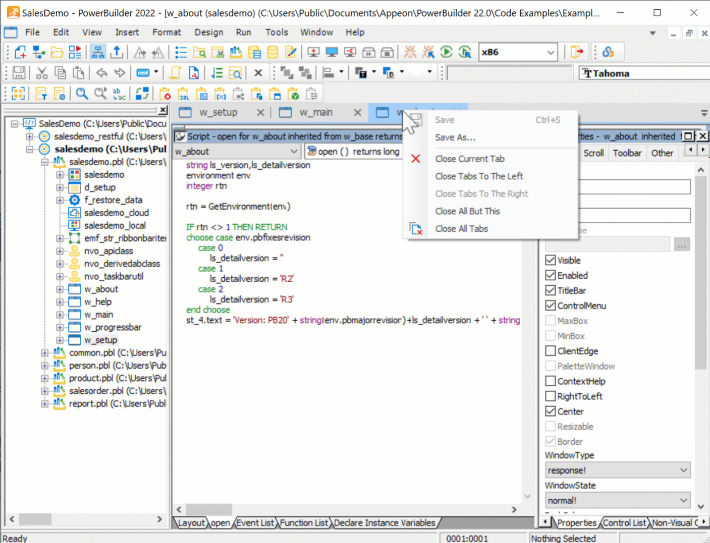 SalesDemo - PowerBuilder 2022 - [w_about (salesdemo) (C:\Users\Public\Documents\Appeon\PowerBuilder 22.0\Code Examples\Exampl...
File Edit View Insert Format Design Run Tools Window Help
x86
Tahoma
w_setup w_main
SalesDemo (C:\Users\Public\Docu
salesdemo_restful (C:\Users\P
salesdemo (C:\Users\Pul
salesdemo.pbl (C:\Users\Pu
salesdemo
d_setup
f_restore_data
salesdemo_cloud
salesdemo_local
emf_str_ribbonbariter
nvo_apiclass
nvo_derivedabclass
nvo_taskbarutil
w_about
w_help
w_main
w_progressbar
w_setup
common.pbl (C:\Users\Pu
person.pbl (C:\Users\Publ
product.pbl (C:\Users\Pul
salesorder.pbl (C:\Users\P
report.pbl (C:\Users\Publ
Script - open for w_about inherited from w_base returns
w_about open ( ) returns long
string ls_version,ls_detailversion
environment env
integer rtn
rtn = GetEnvironment(env)
IF rtn <> 1 THEN RETURN
choose case env.pbfixesrevision
case 0
ls_detailversion = ''
case 1
ls_detailversion = 'R2'
case 2
ls_detailversion = 'R3'
end choose
st_4.text = 'Version: PB20' + string(env.pbmajorrevision)+ls_detailversion + ' ' + string
Layout open Event List Function List Declare Instance Variables
Save Ctrl+S
Save As...
Close Current Tab
Close Tabs To The Left
Close Tabs To The Right
Close All But This
Close All Tabs
rties - w_about inherited
Scroll Toolbar Other
...
Visible
Enabled
TitleBar
ControlMenu
MaxBox
MinBox
ClientEdge
PaletteWindow
ContextHelp
RightToLeft
Center
Resizable
Border
WindowType
response!
WindowState
normal!
Properties Control List Non-Visual
Ready 0001:0001 Nothing Selected